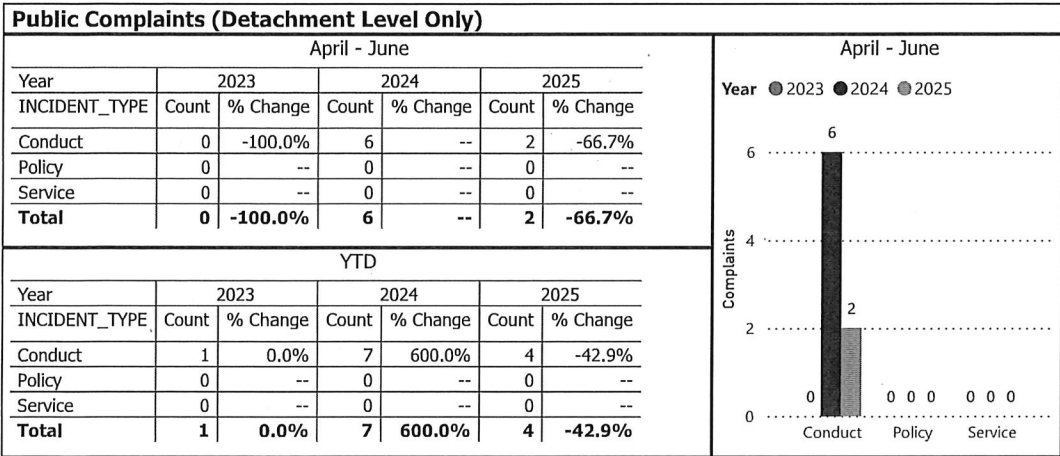 Public Complaints (Detachment Level Only)
April - June
Year 2023 2024 2025
INCIDENT_TYPE Count % Change Count % Change Count % Change
Conduct 0 -100.0% 6 -- 2 -66.7%
Policy 0 -- 0 -- 0 --
Service 0 -- 0 -- 0 --
Total 0 -100.0% 6 -- 2 -66.7%
YTD
Year 2023 2024 2025
INCIDENT_TYPE Count % Change Count % Change Count % Change
Conduct 1 0.0% 7 600.0% 4 -42.9%
Policy 0 -- 0 -- 0 --
Service 0 -- 0 -- 0 --
Total 1 0.0% 7 600.0% 4 -42.9%
April - June
Year 2023 2024 2025
Complaints
6
4
2
0
0 6 2
0 0 0
0 0 0
Conduct Policy Service